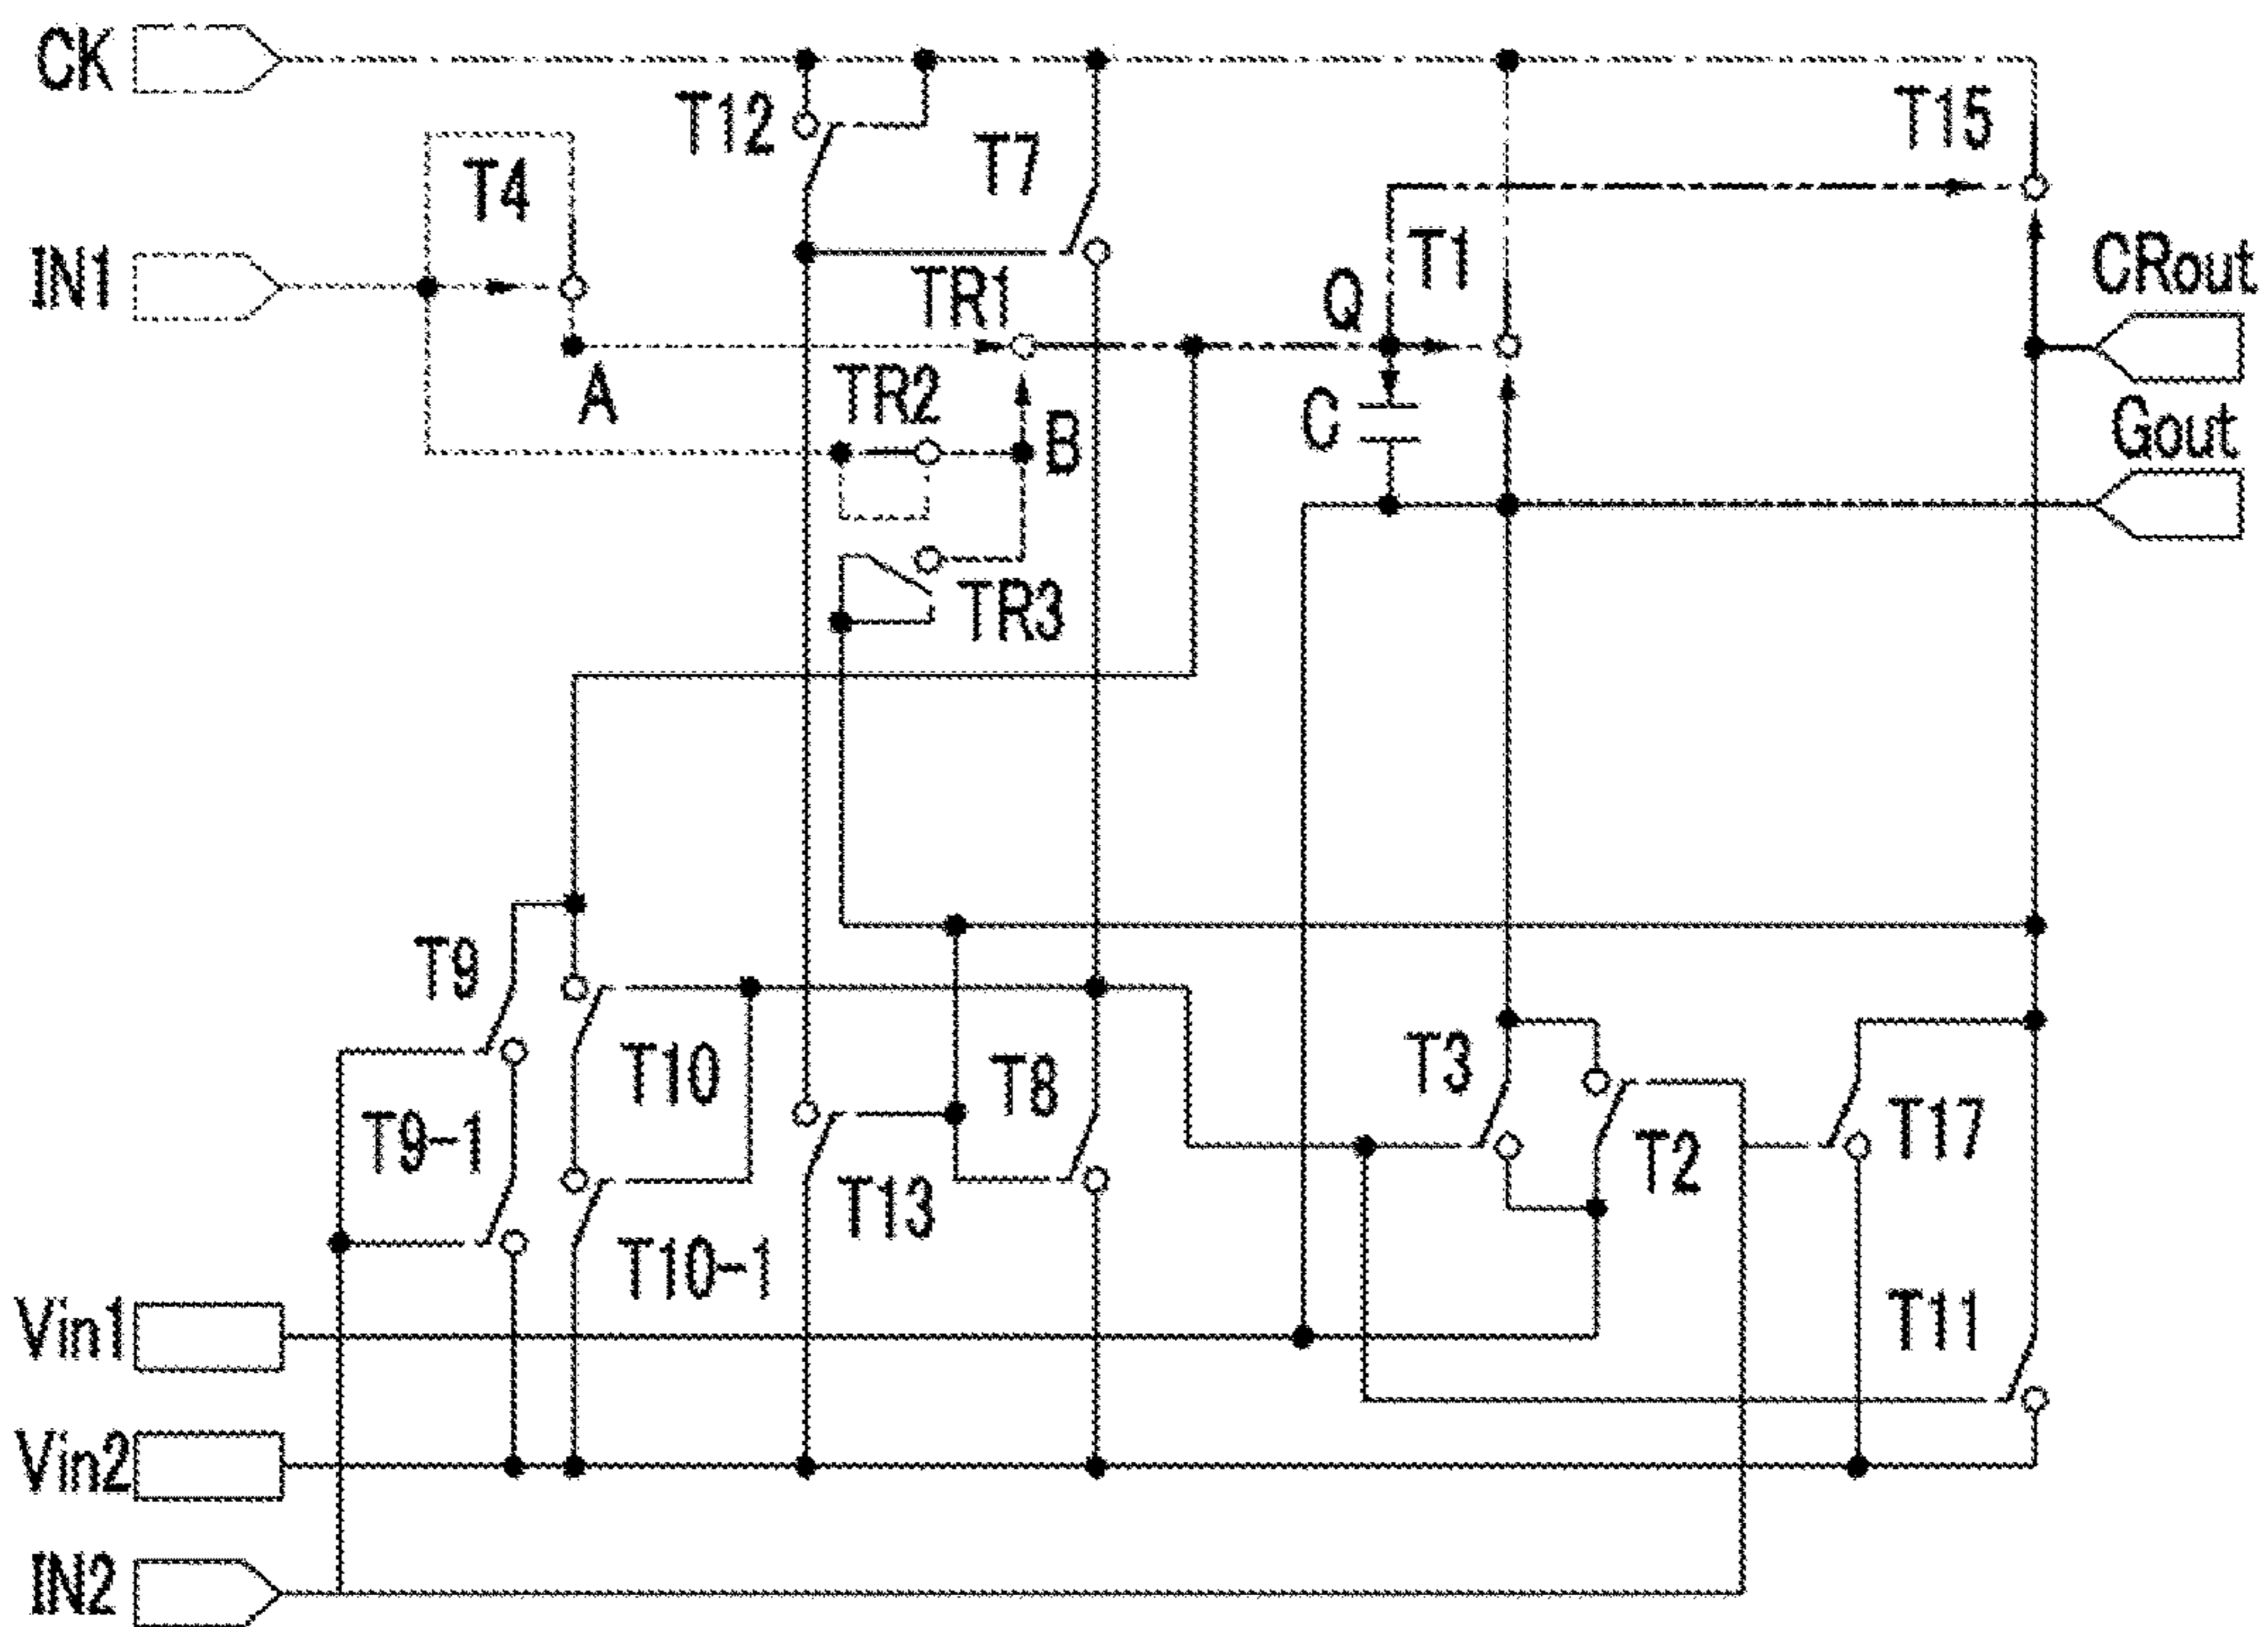 CK
T12
T7
T15
T4
IN1
TR1
Q
T1
CRout
A
TR2
B
C
Gout
TR3
T9
T10
T9-1
T8
T3
T2
T17
T13
T10-1
Vin1
T11
Vin2
IN2